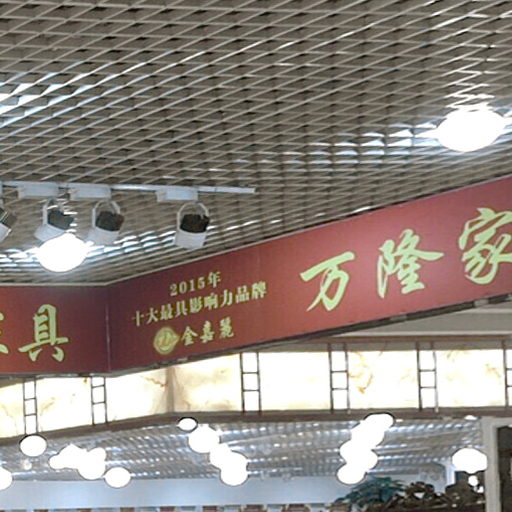 具
2015年
十大最具影响力品牌
金嘉麗
万隆家